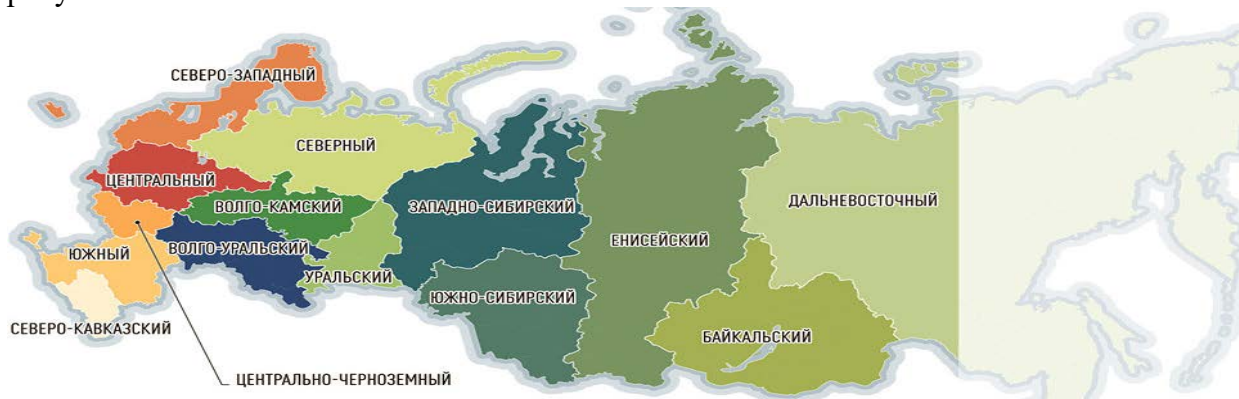 СЕВЕРО-ЗАПАДНЫЙ
СЕВЕРНЫЙ
ЦЕНТРАЛЬНЫЙ
ВОЛГО-КАМСКИЙ
ЗАПАДНО-СИБИРСКИЙ
ДАЛЬНЕВОСТОЧНЫЙ
ЕНИСЕЙСКИЙ
ВОЛГО-УРАЛЬСКИЙ
ЮЖНЫЙ
УРАЛЬСКИЙ
ЮЖНО-СИБИРСКИЙ
СЕВЕРО-КАВКАЗСКИЙ
БАЙКАЛЬСКИЙ
ЦЕНТРАЛЬНО-ЧЕРНОЗЕМНЫЙ